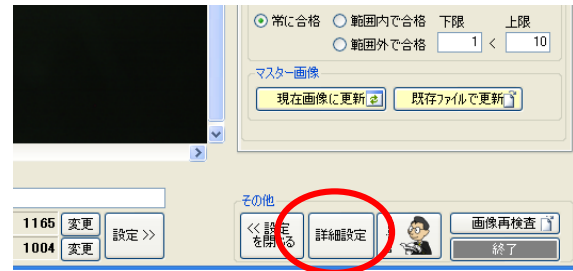 常に合格 範囲内で合格 下限 上限
範囲外で合格 1 < 10
マスター画像
現在画像に更新 既存ファイルで更新
その他
1165 変更
1004 変更
設定 >>
<< 設定
を閉じる
詳細設定
画像再検査
終了